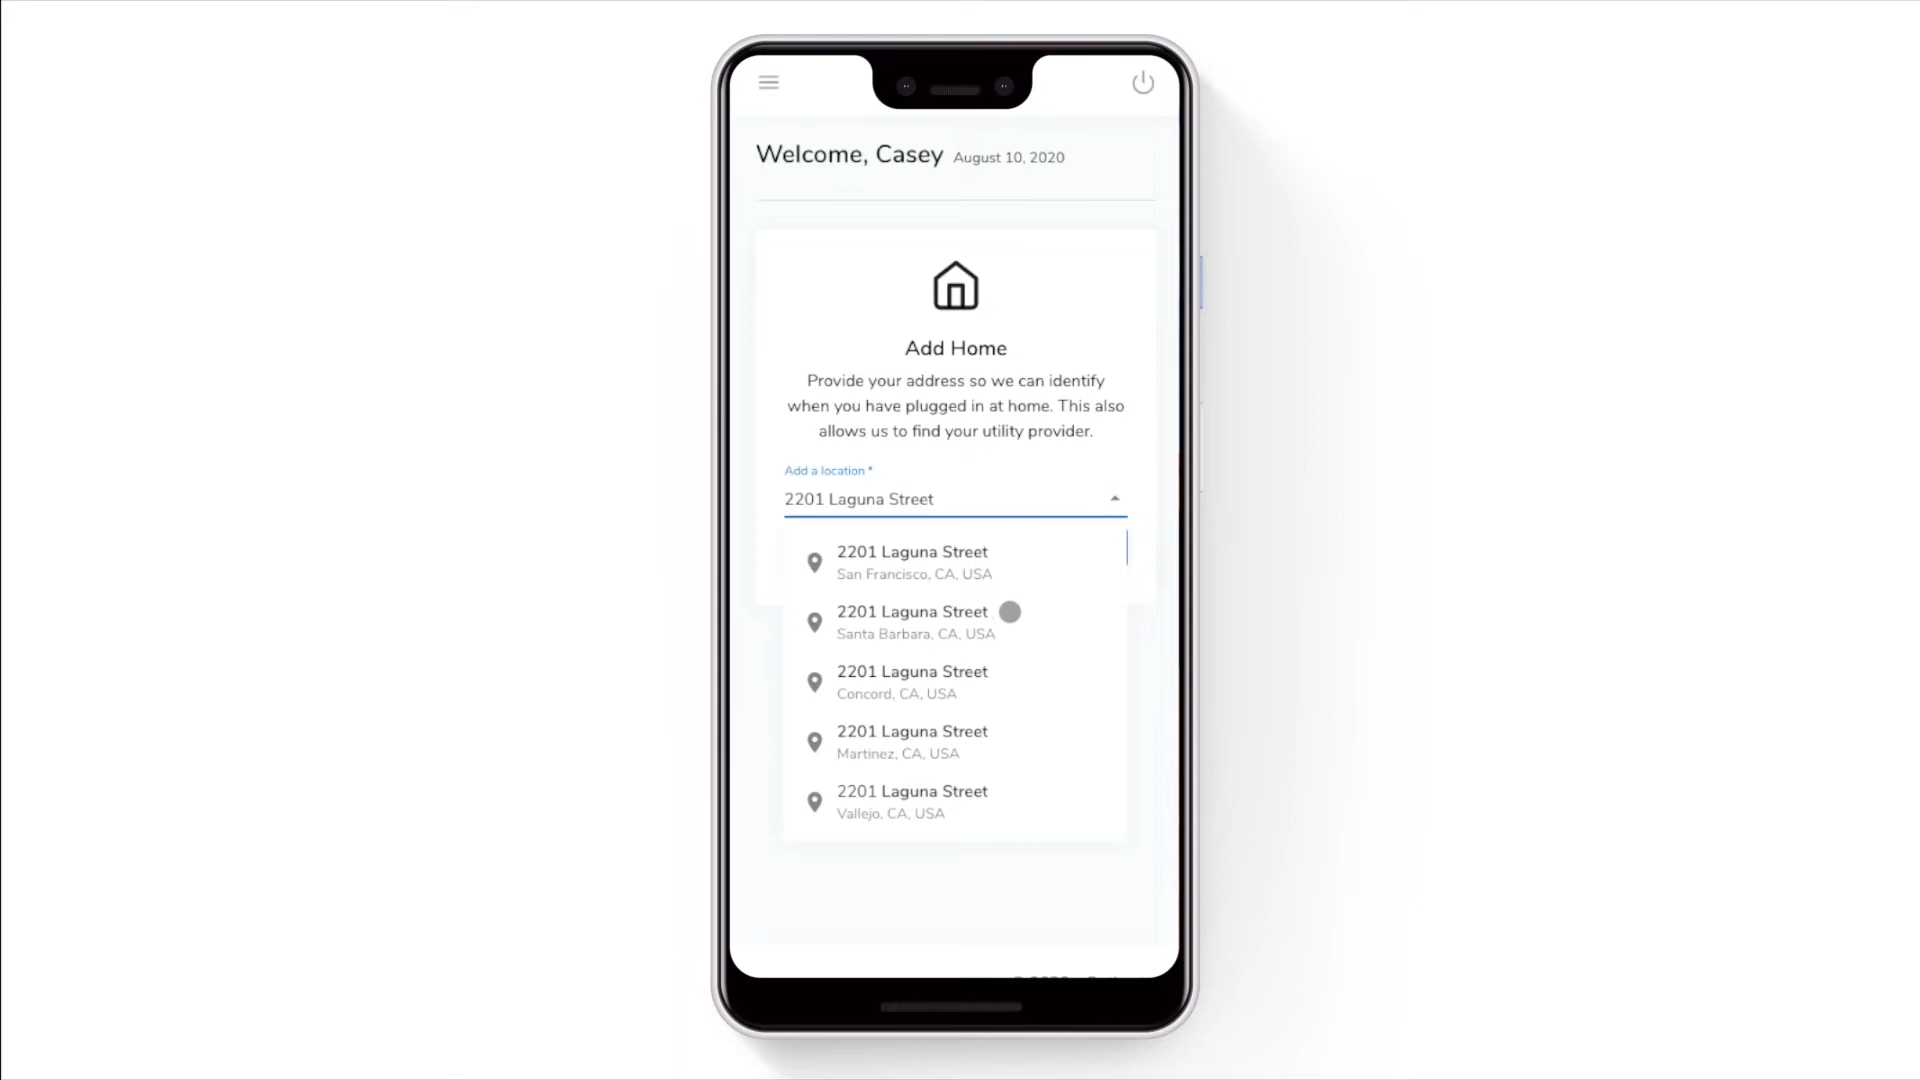 Welcome, Casey August 10, 2020
Add Home
Provide your address so we can identify
when you have plugged in at home. This also
allows us to find your utility provider.
Add a location *
2201 Laguna Street
2201 Laguna Street
San Francisco, CA, USA
2201 Laguna Street
Santa Barbara, CA, USA
2201 Laguna Street
Concord, CA, USA
2201 Laguna Street
Martinez, CA, USA
2201 Laguna Street
Vallejo, CA, USA